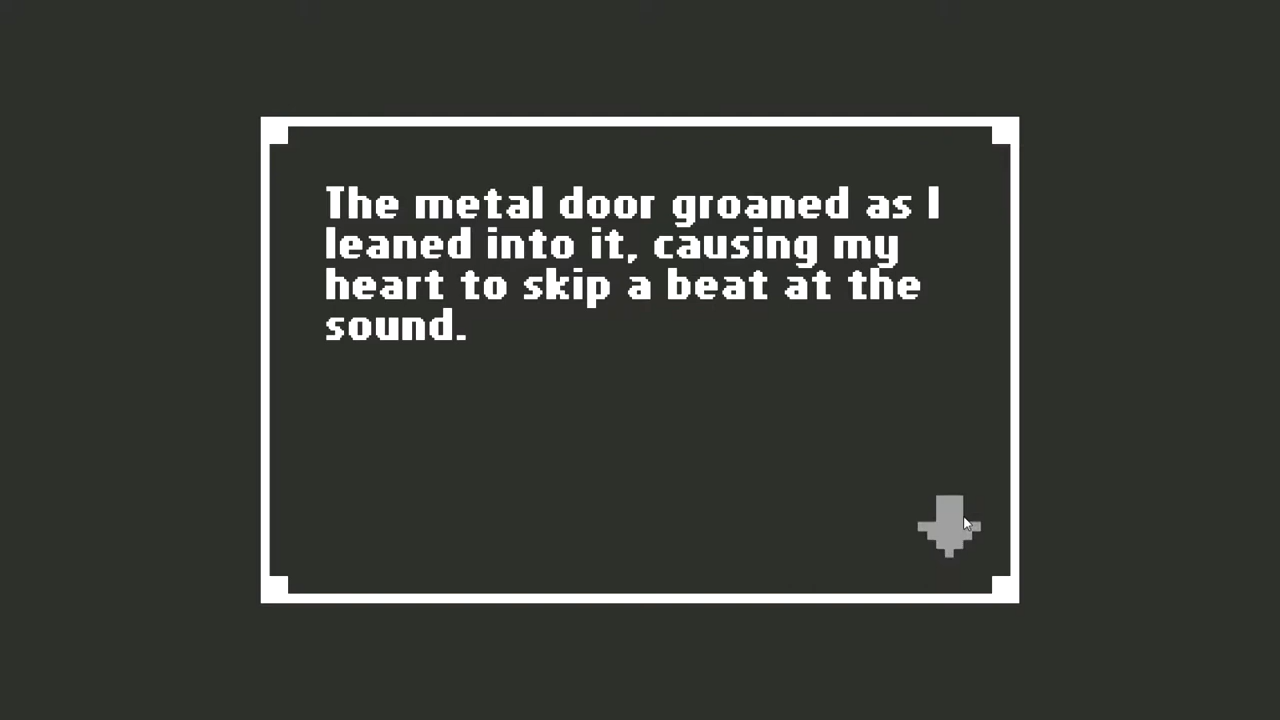 The metal door groaned as I
leaned into it, causing my
heart to skip a beat at the
sound.